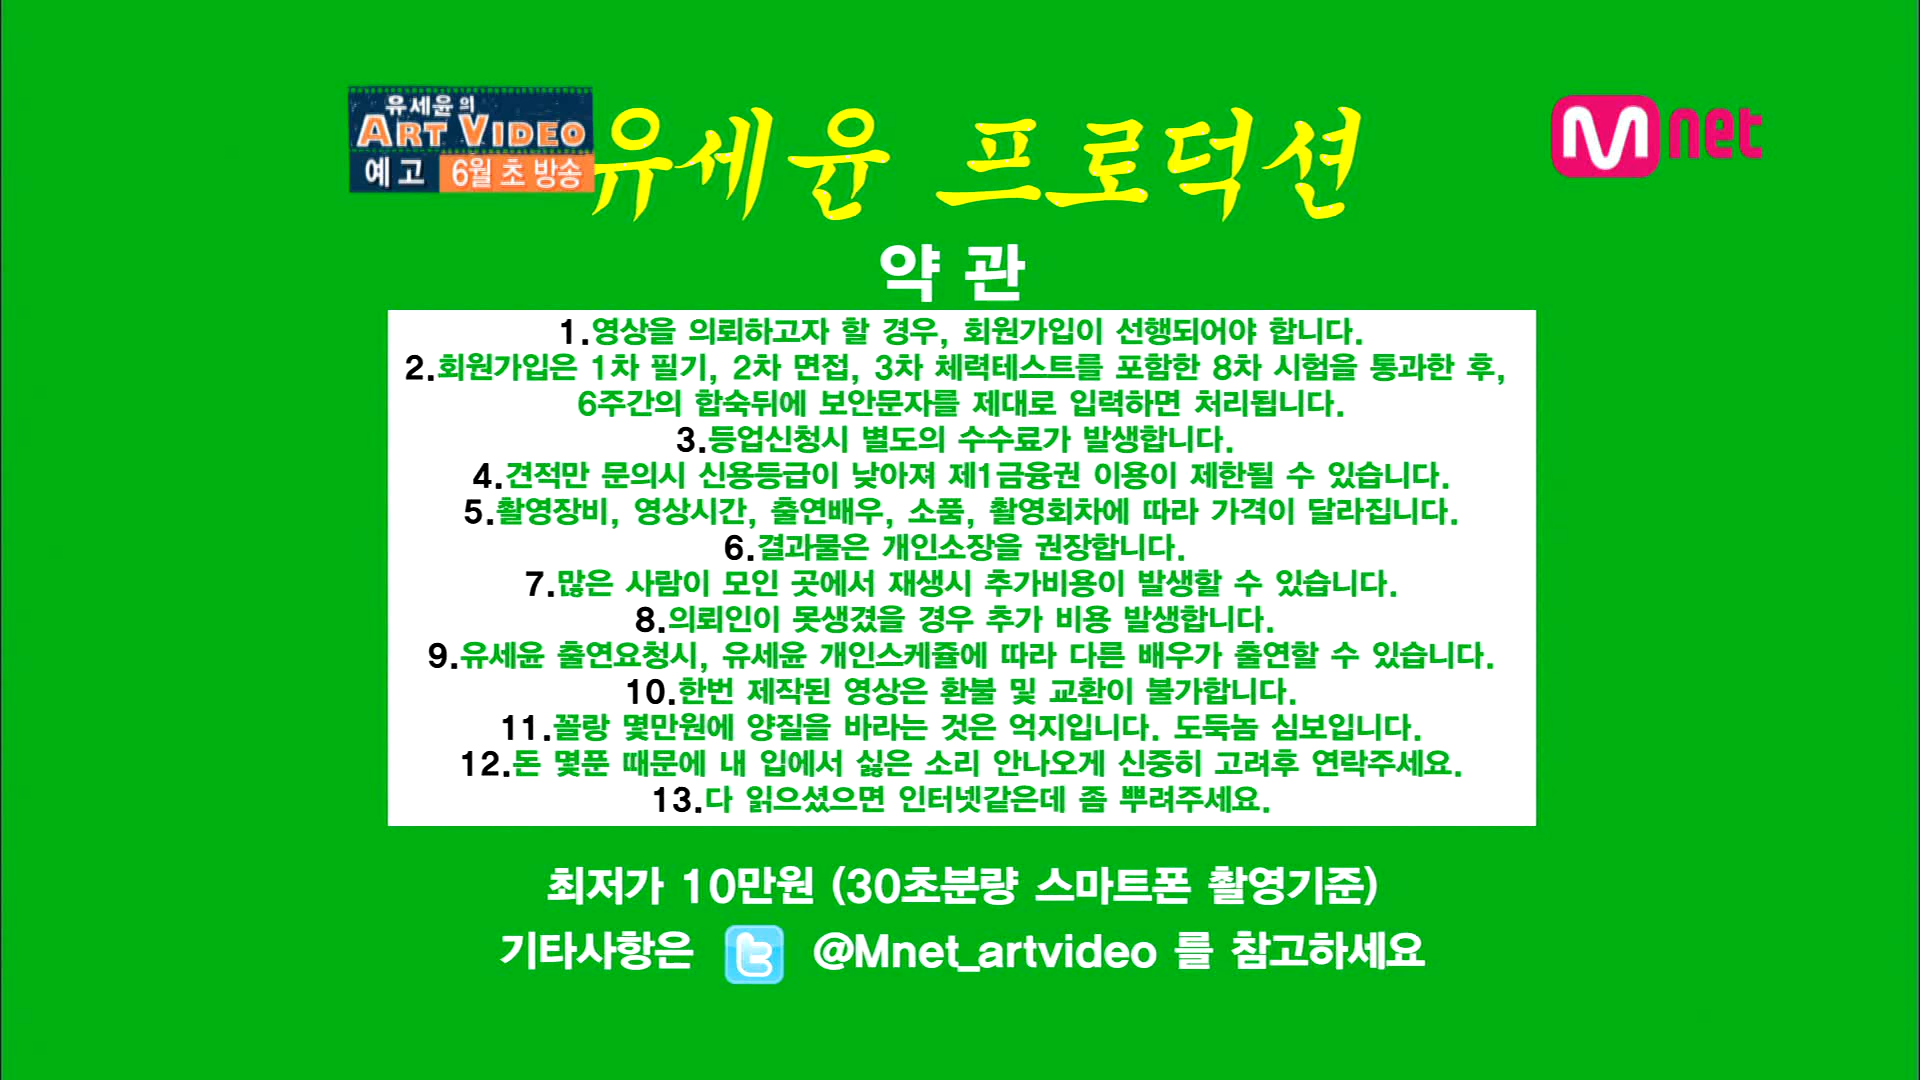 유세윤의
ART VIDEO
예고 6월 초 방송
유세윤 프로덕션
Mnet
약 관
1.영상을 의뢰하고자 할 경우, 회원가입이 선행되어야 합니다.
2.회원가입은 1차 필기, 2차 면접, 3차 체력테스트를 포함한 8차 시험을 통과한 후,
6주간의 합숙뒤에 보안문자를 제대로 입력하면 처리됩니다.
3.등업신청시 별도의 수수료가 발생합니다.
4.견적만 문의시 신용등급이 낮아져 제1금융권 이용이 제한될 수 있습니다.
5.촬영장비, 영상시간, 출연배우, 소품, 촬영회차에 따라 가격이 달라집니다.
6.결과물은 개인소장을 권장합니다.
7.많은 사람이 모인 곳에서 재생시 추가비용이 발생할 수 있습니다.
8.의뢰인이 못생겼을 경우 추가 비용 발생합니다.
9.유세윤 출연요청시, 유세윤 개인스케쥴에 따라 다른 배우가 출연할 수 있습니다.
10.한번 제작된 영상은 환불 및 교환이 불가합니다.
11.꼴랑 몇만원에 양질을 바라는 것은 억지입니다. 도둑놈 심보입니다.
12.돈 몇푼 때문에 내 입에서 싫은 소리 안나오게 신중히 고려후 연락주세요.
13.다 읽으셨으면 인터넷같은데 좀 뿌려주세요.
최저가 10만원 (30초분량 스마트폰 촬영기준)
기타사항은 t @Mnet_artvideo 를 참고하세요